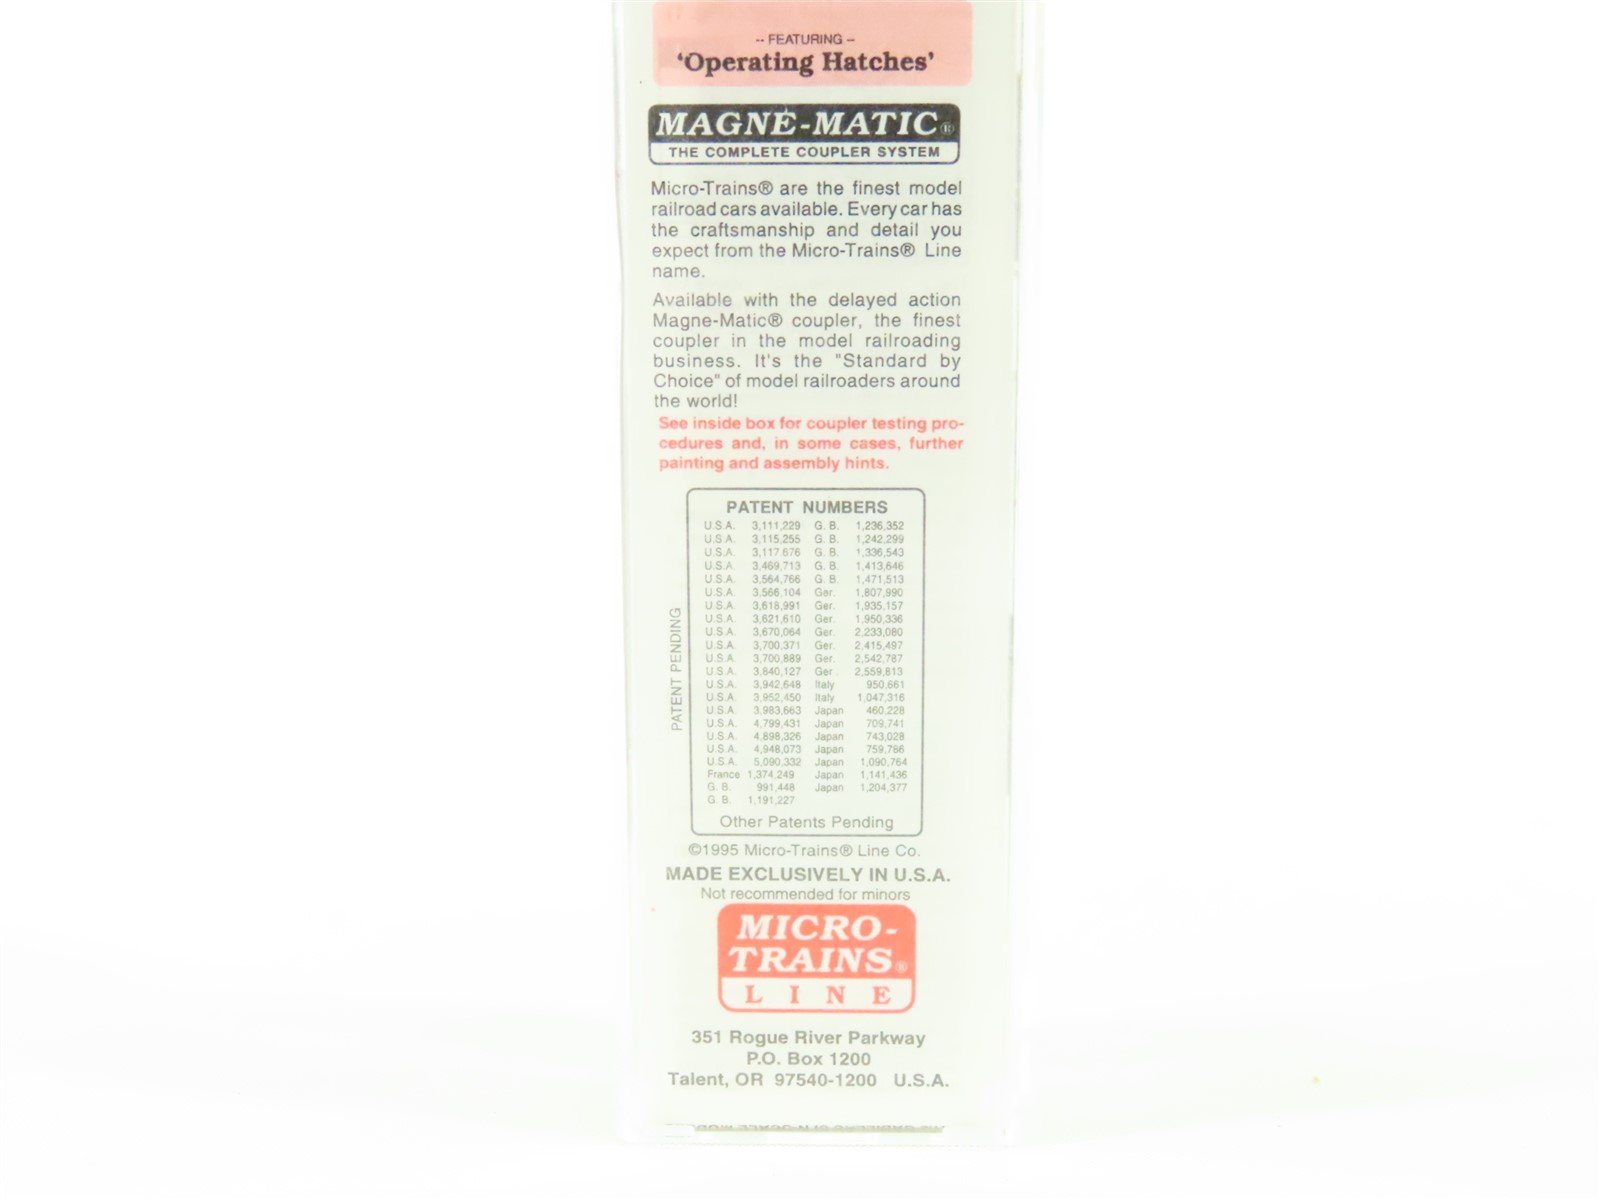 -- FEATURING --
'Operating Hatches'
MAGNE-MATIC®
THE COMPLETE COUPLER SYSTEM
Micro-Trains® are the finest model
railroad cars available. Every car has
the craftsmanship and detail you
expect from the Micro-Trains® Line
name.
Available with the delayed action
Magne-Matic® coupler, the finest
coupler in the model railroading
business. It's the "Standard by
Choice" of model railroaders around
the world!
See inside box for coupler testing pro-
cedures and, in some cases, further
painting and assembly hints.
PATENT PENDING
PATENT NUMBERS
U.S.A. 3,111,229 G. B. 1,236,352
U.S.A. 3,115,255 G. B. 1,242,299
U.S.A. 3,117,676 G. B. 1,336,543
U.S.A. 3,469,713 G. B. 1,413,646
U.S.A. 3,564,766 G. B. 1,471,513
U.S.A. 3,566,104 Ger. 1,807,990
U.S.A. 3,618,991 Ger. 1,935,157
U.S.A. 3,621,610 Ger. 1,950,336
U.S.A. 3,670,064 Ger. 2,233,080
U.S.A. 3,700,371 Ger. 2,415,497
U.S.A. 3,700,889 Ger. 2,542,787
U.S.A. 3,840,127 Ger. 2,559,813
U.S.A. 3,942,648 Italy 950,661
U.S.A. 3,952,450 Italy 1,047,316
U.S.A. 3,983,663 Japan 460,228
U.S.A. 4,799,431 Japan 709,741
U.S.A. 4,898,326 Japan 743,028
U.S.A. 4,948,073 Japan 759,786
U.S.A. 5,090,332 Japan 1,090,764
France 1,374,249 Japan 1,141,436
G. B. 991,448 Japan 1,204,377
G. B. 1,191,227
Other Patents Pending
©1995 Micro-Trains® Line Co.
MADE EXCLUSIVELY IN U.S.A.
Not recommended for minors
MICRO-
TRAINS®
LINE
351 Rogue River Parkway
P.O. Box 1200
Talent, OR 97540-1200 U.S.A.